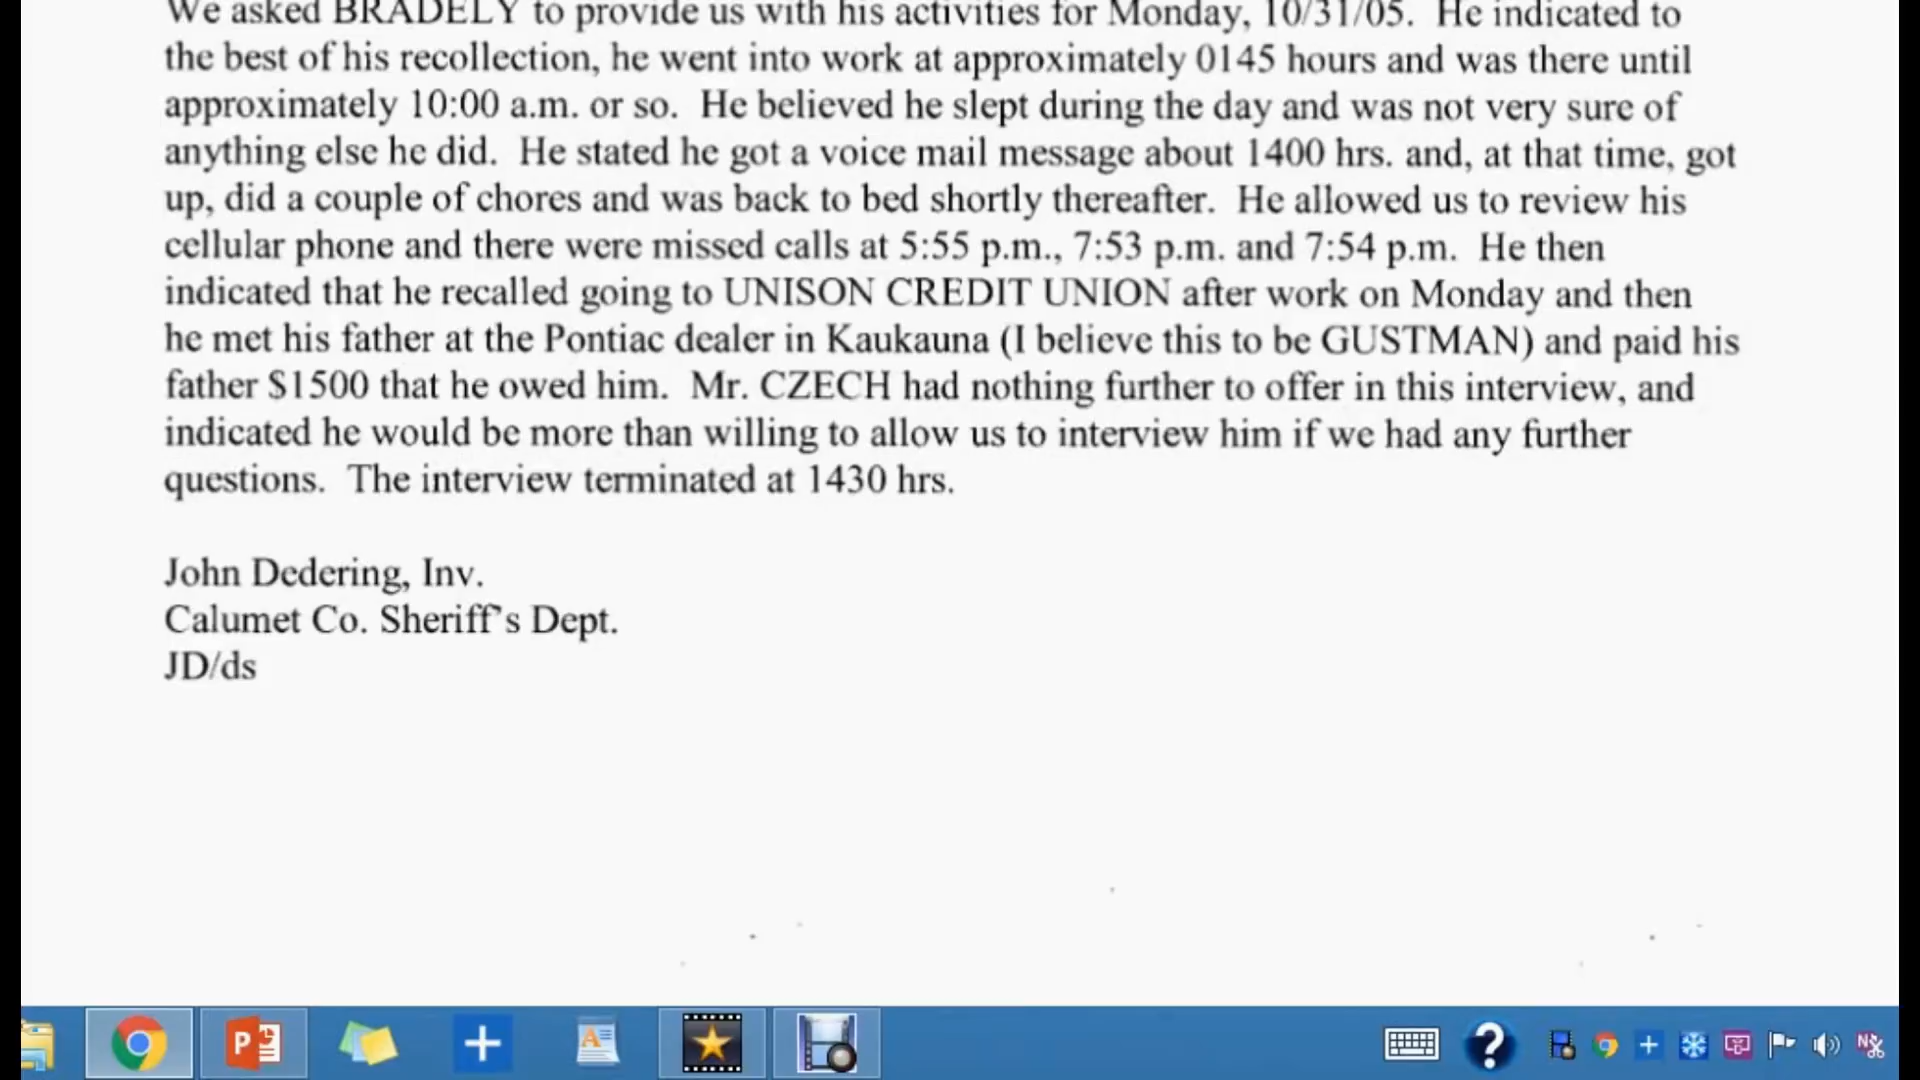 We asked BRADELY to provide us with his activities for Monday, 10/31/05.  He indicated to
the best of his recollection, he went into work at approximately 0145 hours and was there until
approximately 10:00 a.m. or so.  He believed he slept during the day and was not very sure of
anything else he did.  He stated he got a voice mail message about 1400 hrs. and, at that time, got
up, did a couple of chores and was back to bed shortly thereafter.  He allowed us to review his
cellular phone and there were missed calls at 5:55 p.m., 7:53 p.m. and 7:54 p.m.  He then
indicated that he recalled going to UNISON CREDIT UNION after work on Monday and then
he met his father at the Pontiac dealer in Kaukauna (I believe this to be GUSTMAN) and paid his
father $1500 that he owed him.  Mr. CZECH had nothing further to offer in this interview, and
indicated he would be more than willing to allow us to interview him if we had any further
questions.  The interview terminated at 1430 hrs.
John Dedering, Inv.
Calumet Co. Sheriff's Dept.
JD/ds